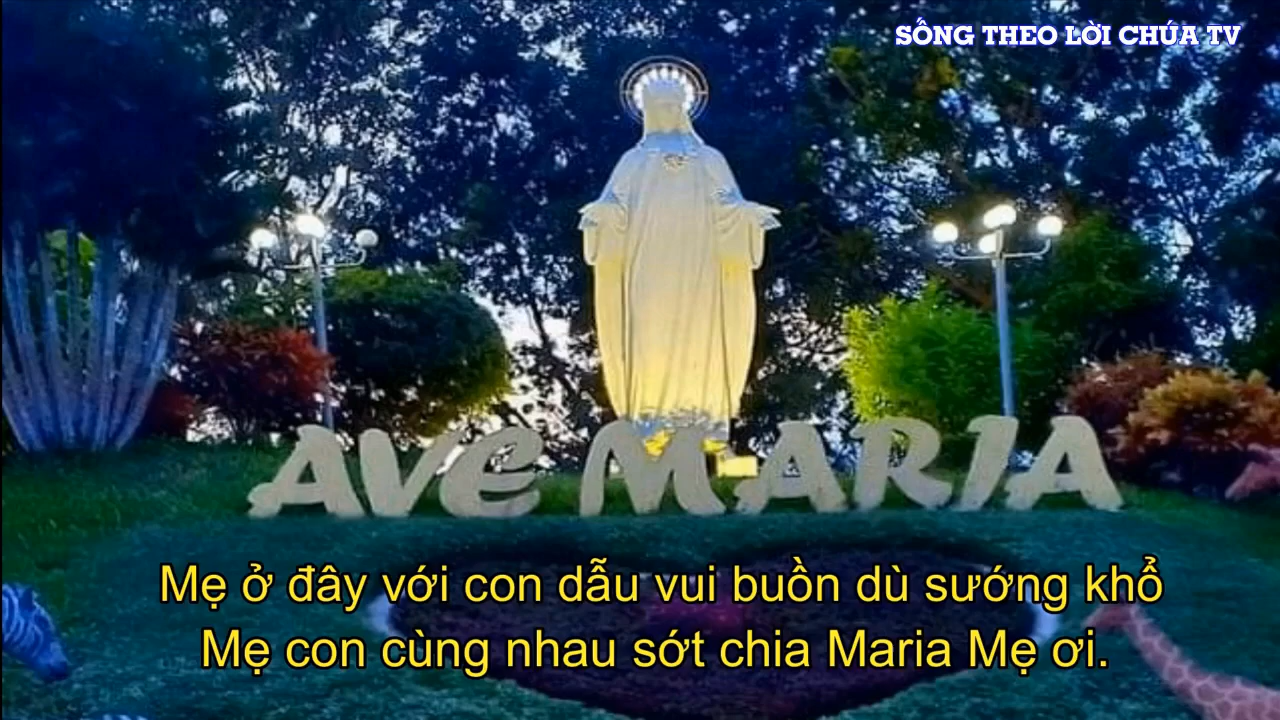 SỐNG THEO LỜI CHÚA TV
AVE MARIA
Mẹ ở đây với con dẫu vui buồn dù sướng khổ
Mẹ con cùng nhau sớt chia Maria Mẹ ơi.